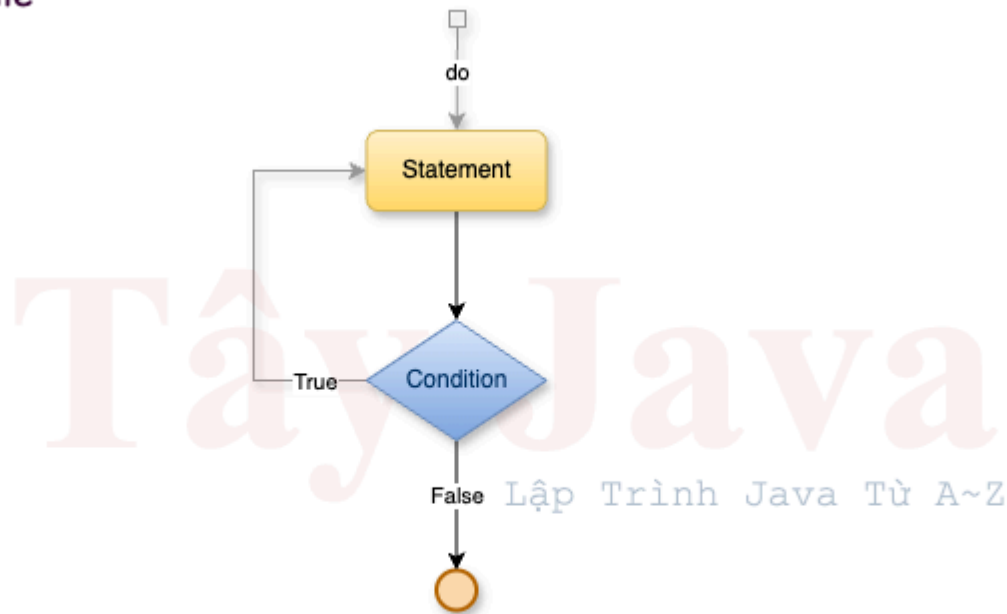 do
Statement
Condition
True
False
Tây Java
Lập Trình Java Từ A~Z